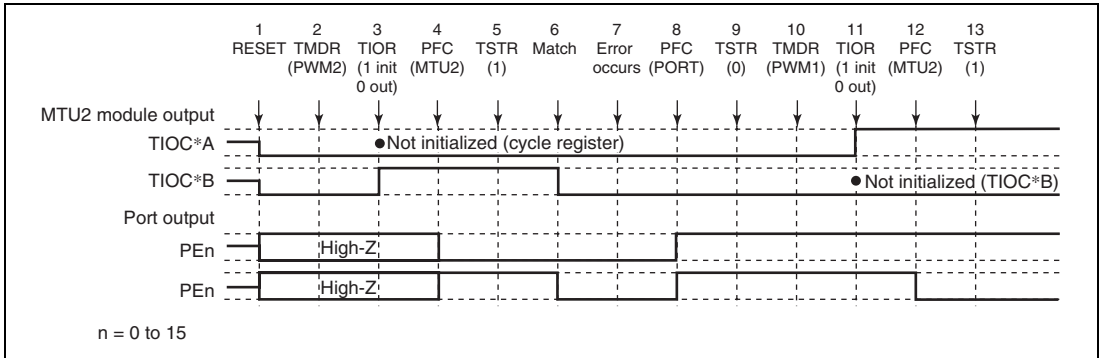 1 2 3 4 5 6 7 8 9 10 11 12 13
RESET TMDR TIOR PFC TSTR Match Error PFC TSTR TMDR TIOR PFC TSTR
(PWM2) (1 init (MTU2) (1) occurs (PORT) (0) (PWM1) (1 init (MTU2) (1)
0 out) 0 out)
MTU2 module output
TIOC*A ●Not initialized (cycle register)
TIOC*B ● Not initialized (TIOC*B)
Port output
PEn High-Z
PEn High-Z
n = 0 to 15